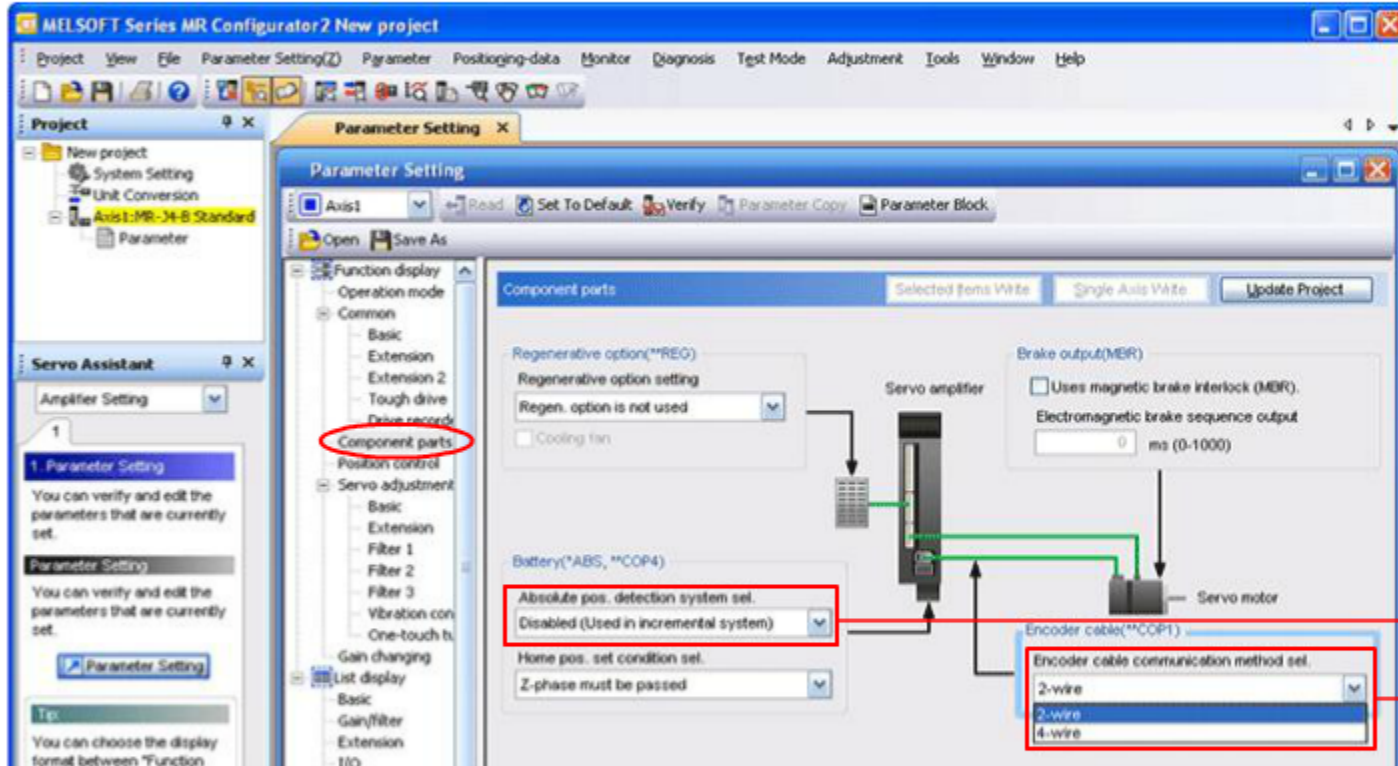 MELSOFT Series MR Configurator2 New project
Project View File Parameter Setting(Z) Parameter Positioning-data Monitor Diagnosis Test Mode Adjustment Tools Window Help
Project
New project
System Setting
Unit Conversion
Axis1:MR-J4-B Standard
Parameter
Servo Assistant
Amplifier Setting
1
1. Parameter Setting
You can verify and edit the
parameters that are currently
set.
Parameter Setting
You can verify and edit the
parameters that are currently
set.
Parameter Setting
Tip:
You can choose the display
format between "Function
Parameter Setting
Parameter Setting
Axis1
Read Set To Default Verify Parameter Copy Parameter Block
Open Save As
Function display
Operation mode
Common
Basic
Extension
Extension 2
Tough drive
Drive recorde
Component parts
Position control
Servo adjustment
Basic
Extension
Filter 1
Filter 2
Filter 3
Vibration con
One-touch tu
Gain changing
List display
Basic
Gain/filter
Extension
I/O
Component parts
Selected Items Write Single Axis Write Update Project
Regenerative option(**REG)
Regenerative option setting
Regen. option is not used
Cooling fan
Servo amplifier
Brake output(MBR)
Uses magnetic brake interlock (MBR).
Electromagnetic brake sequence output
0 ms (0-1000)
Battery(*ABS, **COP4)
Absolute pos. detection system sel.
Disabled (Used in incremental system)
Home pos. set condition sel.
Z-phase must be passed
Servo motor
Encoder cable(**COP1)
Encoder cable communication method sel.
2-wire
2-wire
4-wire